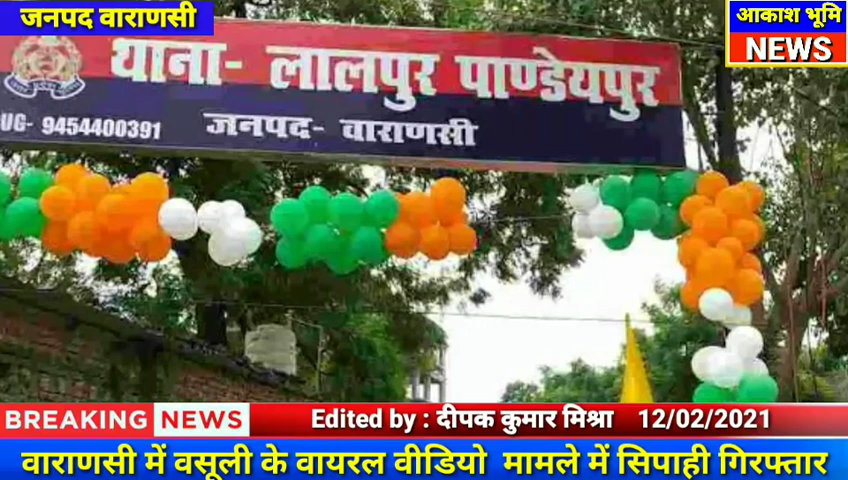 जनपद वाराणसी
आकाश भूमि
NEWS
थाना- लालपुर पाण्डेयपुर
UG- 9454400391 जनपद- वाराणसी
BREAKING NEWS Edited by : दीपक कुमार मिश्रा 12/02/2021
वाराणसी में वसूली के वायरल वीडियो मामले में सिपाही गिरफ्तार